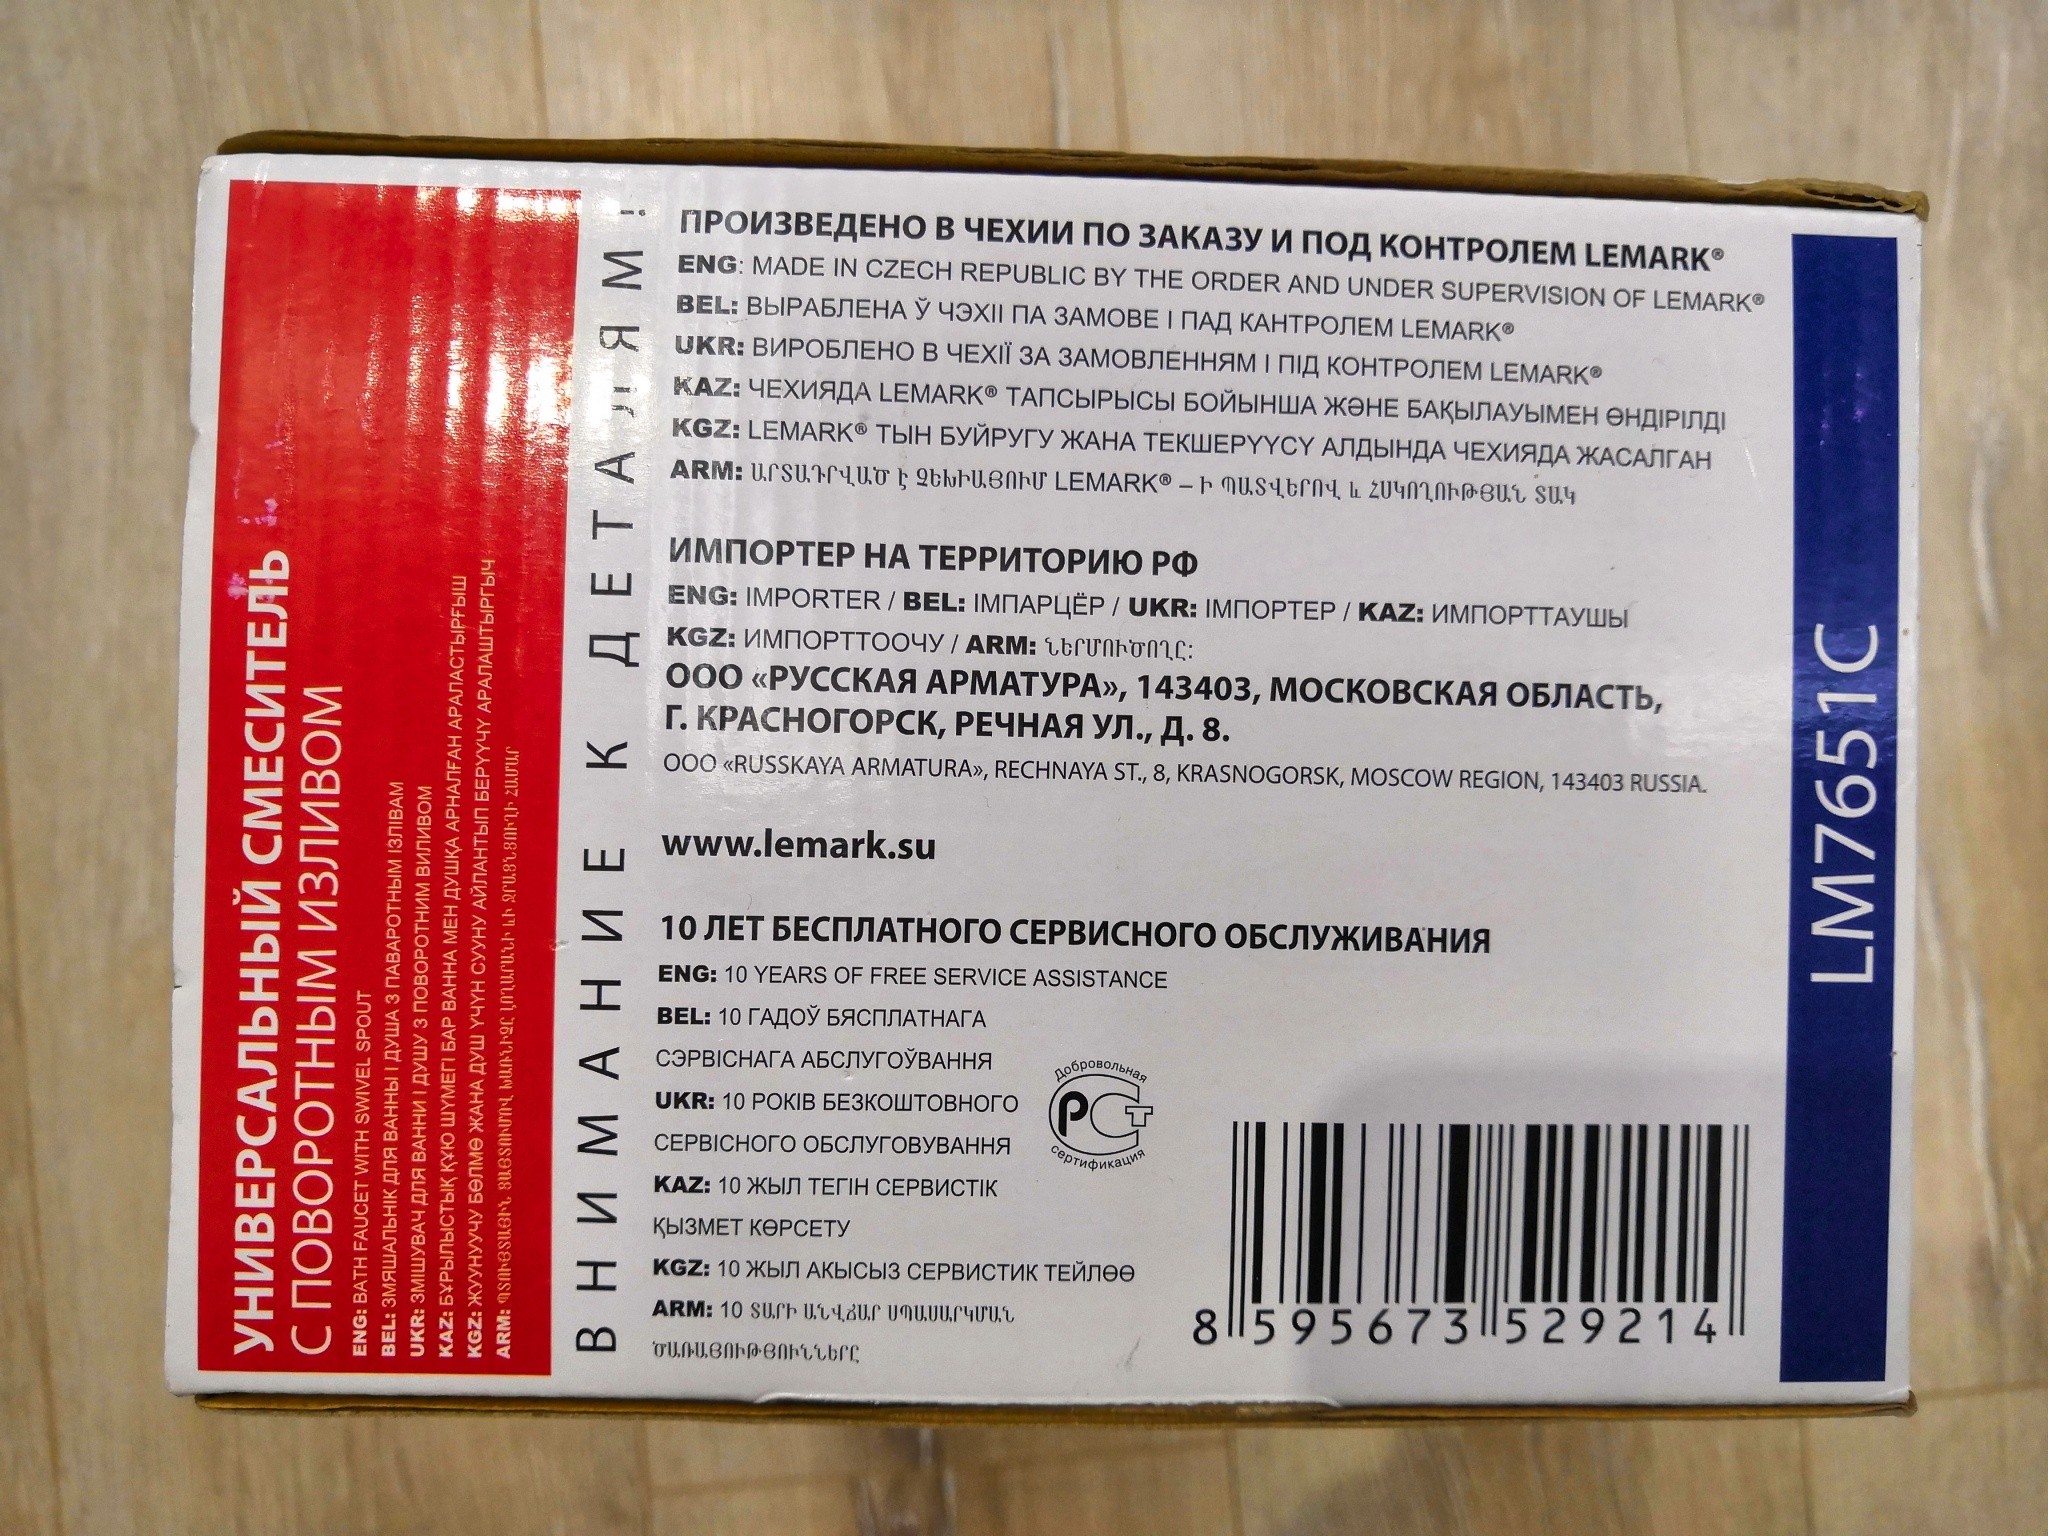 УНИВЕРСАЛЬНЫЙ СМЕСИТЕЛЬ
С ПОВОРОТНЫМ ИЗЛИВОМ
ENG: BATH FAUCET WITH SWIVEL SPOUT
BEL: ЗМЯШАЛЬНІК ДЛЯ ВАННЫ І ДУША З ПАВАРОТНЫМ ІЗЛІВАМ
UKR: ЗМІШУВАЧ ДЛЯ ВАННИ І ДУШУ З ПОВОРОТНИМ ВИЛИВОМ
KAZ: БҰРЫЛЫСТЫҚ ҚҰЮ ШҮМЕГІ БАР ВАННА МЕН ДУШҚА АРНАЛҒАН АРАЛАСТЫРҒЫШ
KGZ: ЖУУНУУЧУ БӨЛМӨ ЖАНА ДУШ ҮЧҮН СУУНУ АЙЛАНТЫП БЕРҮҮЧҮ АРАЛАШТЫРГЫЧ
ARM: ՊՏՈՒՏԱՅԻՆ ՀԱՄԱՐ
ВНИМАНИЕ К ДЕТАЛЯМ!
ПРОИЗВЕДЕНО В ЧЕХИИ ПО ЗАКАЗУ И ПОД КОНТРОЛЕМ LEMARK®
ENG: MADE IN CZECH REPUBLIC BY THE ORDER AND UNDER SUPERVISION OF LEMARK®
BEL: ВЫРАБЛЕНА Ў ЧЭХІІ ПА ЗАМОВЕ І ПАД КАНТРОЛЕМ LEMARK®
UKR: ВИРОБЛЕНО В ЧЕХІЇ ЗА ЗАМОВЛЕННЯМ І ПІД КОНТРОЛЕМ LEMARK®
KAZ: ЧЕХИЯДА LEMARK® ТАПСЫРЫСЫ БОЙЫНША ЖӘНЕ БАҚЫЛАУЫМЕН ӨНДІРІЛДІ
KGZ: LEMARK® ТЫН БУЙРУГУ ЖАНА ТЕКШЕРҮҮСҮ АЛДЫНДА ЧЕХИЯДА ЖАСАЛГАН
ARM: ԱՐՏԱԴՐՎԱԾ է ՉԵԽԻԱՅՈՒՄ LEMARK® – Ի ՊԱՏՎԵՐՈՎ և ՀՍԿՈՂՈՒԹՅԱՆ ՏԱԿ
ИМПОРТЕР НА ТЕРРИТОРИЮ РФ
ENG: IMPORTER / BEL: ІМПАРЦЁР / UKR: ІМПОРТЕР / KAZ: ИМПОРТТАУШЫ
KGZ: ИМПОРТТООЧУ / ARM: ՆԵՐՄՈՒԾՈՂԸ:
ООО «РУССКАЯ АРМАТУРА», 143403, МОСКОВСКАЯ ОБЛАСТЬ,
Г. КРАСНОГОРСК, РЕЧНАЯ УЛ., Д. 8.
ООО «RUSSKAYA ARMATURA», RECHNAYA ST., 8, KRASNOGORSK, MOSCOW REGION, 143403 RUSSIA.
www.lemark.su
10 ЛЕТ БЕСПЛАТНОГО СЕРВИСНОГО ОБСЛУЖИВАНИЯ
ENG: 10 YEARS OF FREE SERVICE ASSISTANCE
BEL: 10 ГАДОЎ БЯСПЛАТНАГА
СЭРВІСНАГА АБСЛУГОЎВАННЯ
UKR: 10 РОКІВ БЕЗКОШТОВНОГО
СЕРВІСНОГО ОБСЛУГОВУВАННЯ
KAZ: 10 ЖЫЛ ТЕГІН СЕРВИСТІК
ҚЫЗМЕТ КӨРСЕТУ
KGZ: 10 ЖЫЛ АКЫСЫЗ СЕРВИСТИК ТЕЙЛӨӨ
ARM: 10 ՏԱՐԻ ԱՆՎՃԱՐ ՍՊԱՍԱՐԿՄԱՆ
ԾԱՌԱՅՈՒԹՅՈՒՆՆԵՐԸ
Добровольная
РСТ
сертификация
8 595673 529214
LM7651C